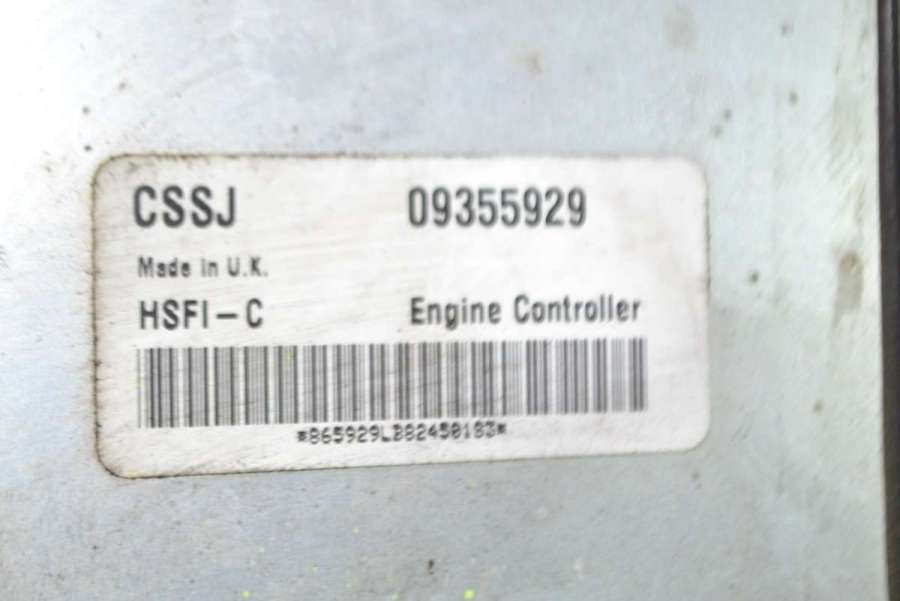 CSSJ 09355929
Made in U.K.
HSFI-C Engine Controller
*865929LB82450183*